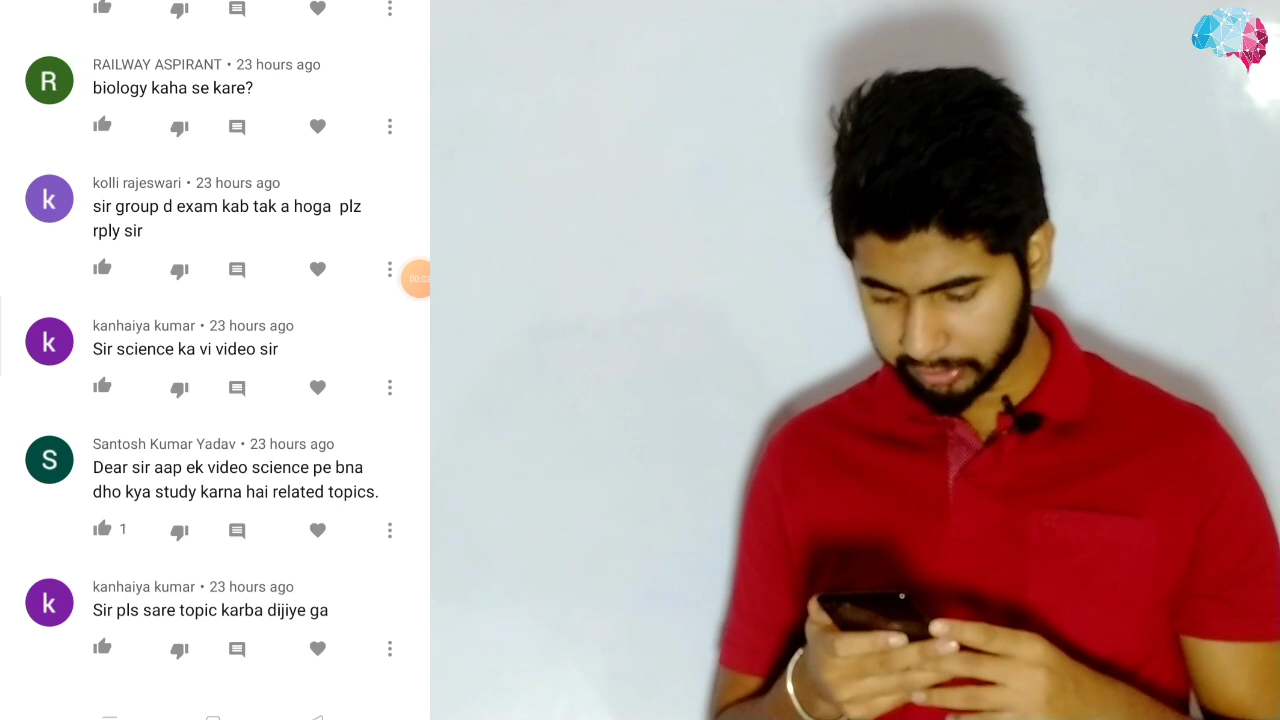 R
RAILWAY ASPIRANT • 23 hours ago
biology kaha se kare?
k
kolli rajeswari • 23 hours ago
sir group d exam kab tak a hoga plz
rply sir
00:03
k
kanhaiya kumar • 23 hours ago
Sir science ka vi video sir
S
Santosh Kumar Yadav • 23 hours ago
Dear sir aap ek video science pe bna
dho kya study karna hai related topics.
1
k
kanhaiya kumar • 23 hours ago
Sir pls sare topic karba dijiye ga